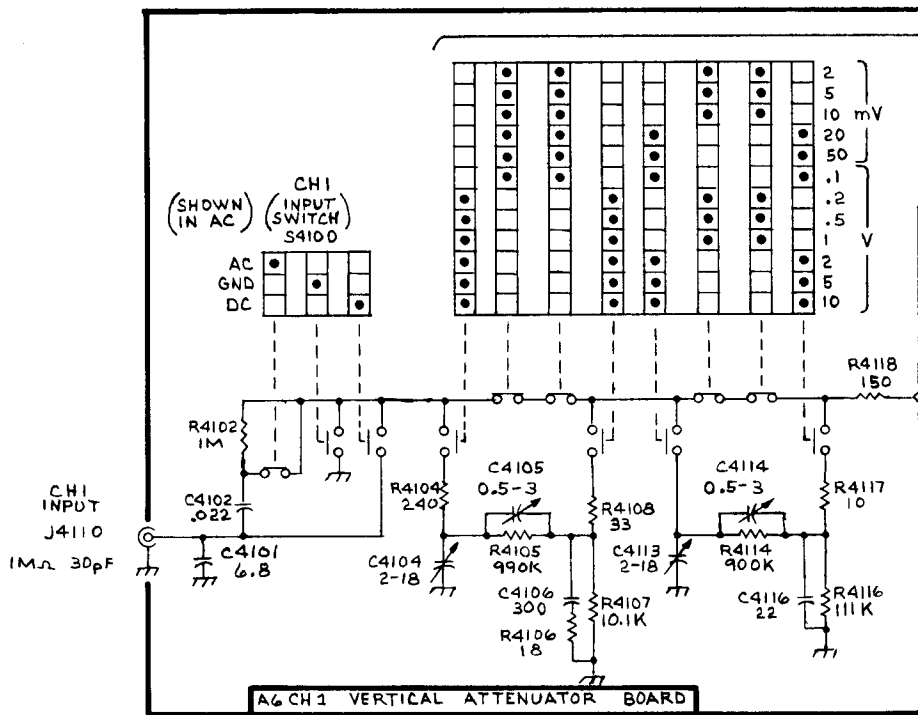 2
5
10 mV
20
50
.1
.2
.5
1 V
2
5
10
(SHOWN IN AC)
CH1
(INPUT SWITCH)
S4100
AC
GND
DC
R4118
150
R4102
1M
C4102
.022
CH1
INPUT
J4110
1MΩ 30pF
C4101
6.8
R4104
240
C4104
2-18
C4105
0.5-3
R4105
990K
C4106
300
R4106
18
R4108
33
R4107
10.1K
C4113
2-18
C4114
0.5-3
R4114
900K
C4116
22
R4117
10
R4116
111K
A6 CH1 VERTICAL ATTENUATOR BOARD